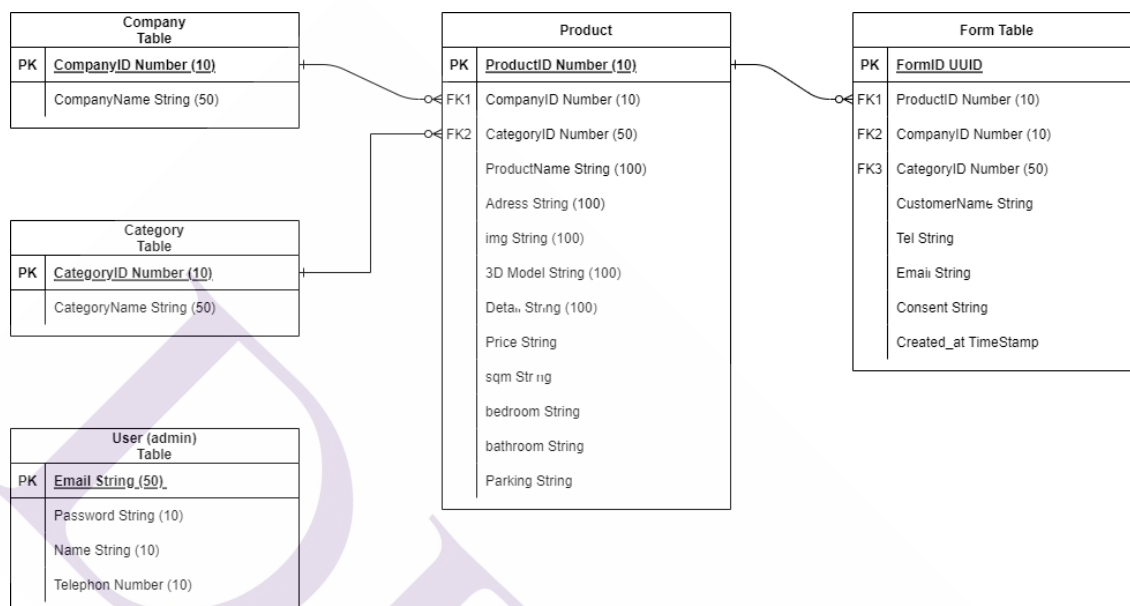 Company
Table
PK CompanyID Number (10)
CompanyName String (50)
Category
Table
PK CategoryID Number (10)
CategoryName String (50)
User (admin)
Table
PK Email String (50)
Password String (10)
Name String (10)
Telephon Number (10)
Product
PK ProductID Number (10)
FK1 CompanyID Number (10)
FK2 CategoryID Number (50)
ProductName String (100)
Adress String (100)
img String (100)
3D Model String (100)
Detail String (100)
Price String
sqm String
bedroom String
bathroom String
Parking String
Form Table
PK FormID UUID
FK1 ProductID Number (10)
FK2 CompanyID Number (10)
FK3 CategoryID Number (50)
CustomerName String
Tel String
Email String
Consent String
Created_at TimeStamp